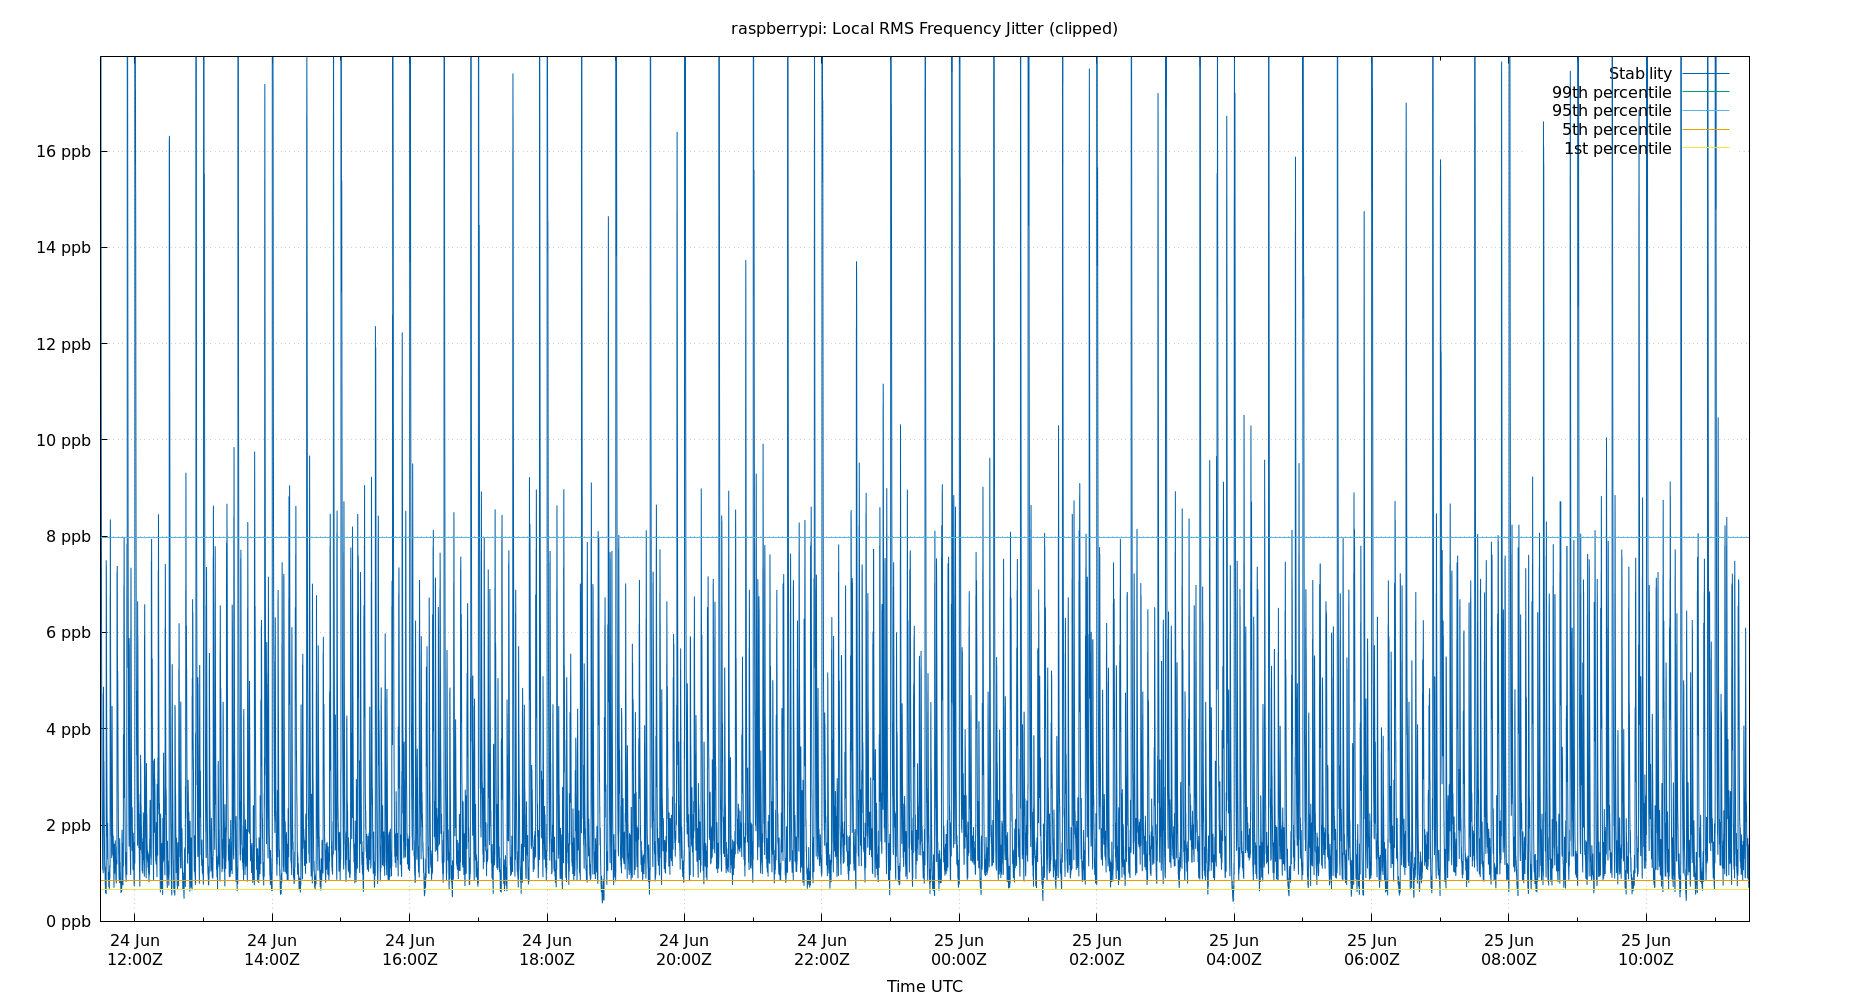 raspberrypi: Local RMS Frequency Jitter (clipped)
Stability
99th percentile
95th percentile
5th percentile
1st percentile
16 ppb
14 ppb
12 ppb
10 ppb
8 ppb
6 ppb
4 ppb
2 ppb
0 ppb
24 Jun 24 Jun 24 Jun 24 Jun 24 Jun 24 Jun 25 Jun 25 Jun 25 Jun 25 Jun 25 Jun 25 Jun
12:00Z 14:00Z 16:00Z 18:00Z 20:00Z 22:00Z 00:00Z 02:00Z 04:00Z 06:00Z 08:00Z 10:00Z
Time UTC